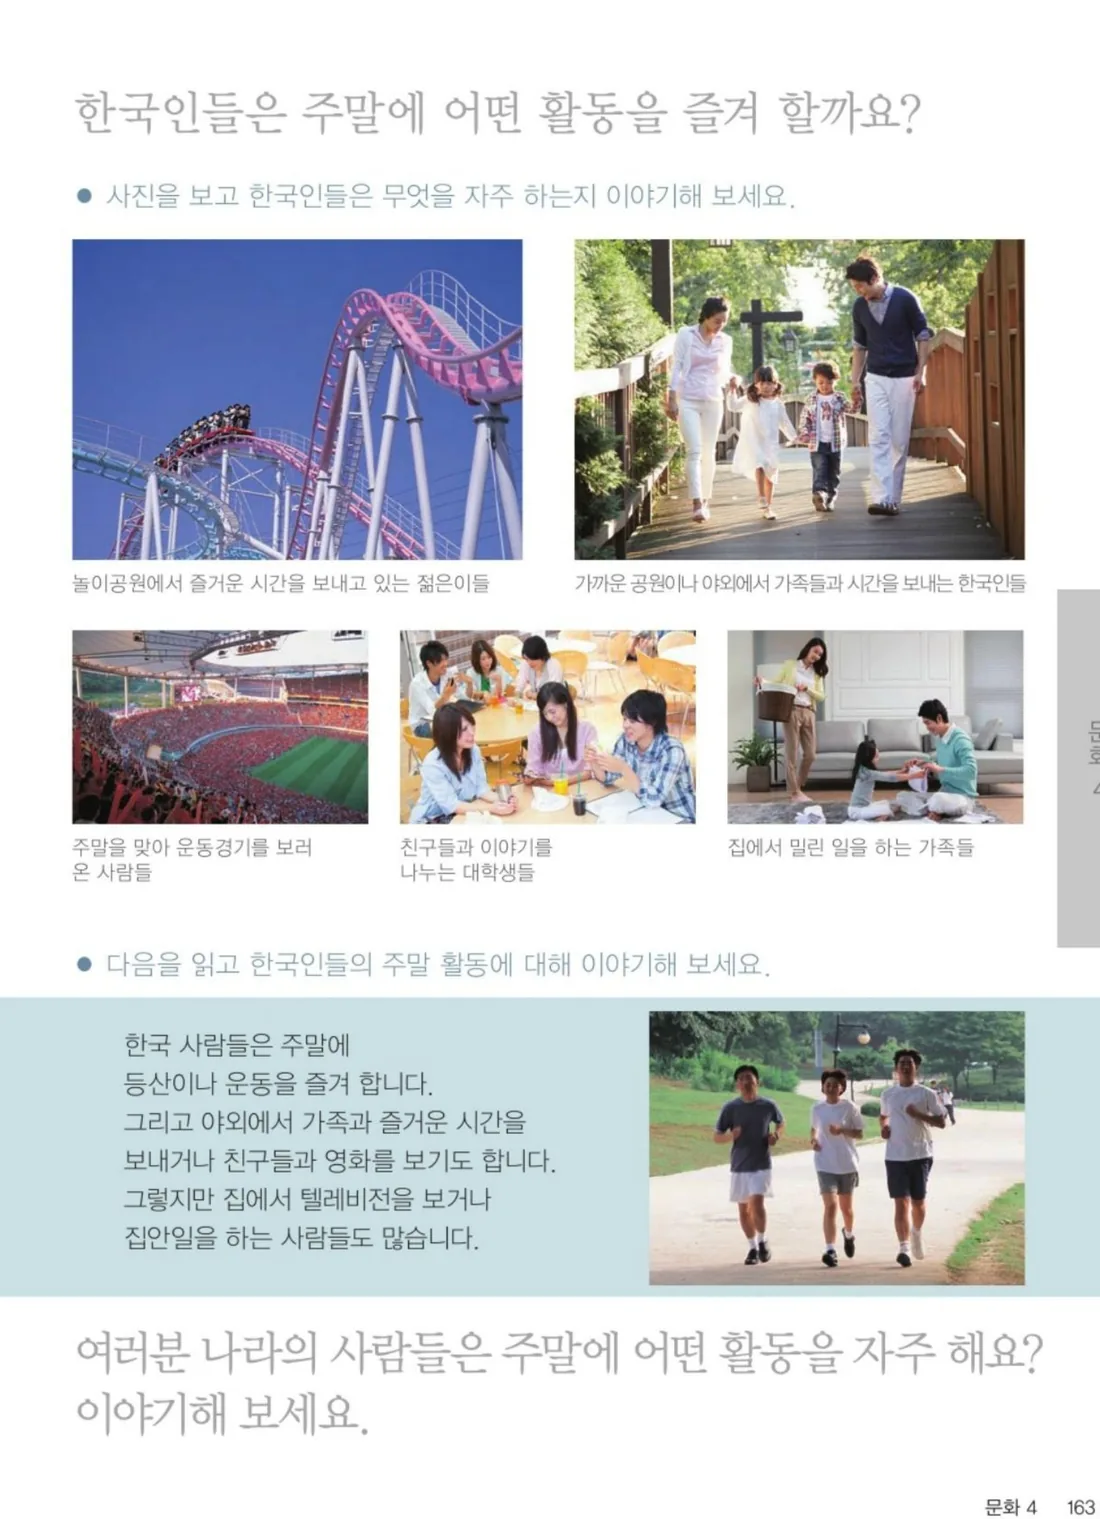 한국인들은 주말에 어떤 활동을 즐겨 할까요?
● 사진을 보고 한국인들은 무엇을 자주 하는지 이야기해 보세요.
놀이공원에서 즐거운 시간을 보내고 있는 젊은이들
가까운 공원이나 야외에서 가족들과 시간을 보내는 한국인들
주말을 맞아 운동경기를 보러
온 사람들
친구들과 이야기를
나누는 대학생들
집에서 밀린 일을 하는 가족들
문화 4
● 다음을 읽고 한국인들의 주말 활동에 대해 이야기해 보세요.
한국 사람들은 주말에
등산이나 운동을 즐겨 합니다.
그리고 야외에서 가족과 즐거운 시간을
보내거나 친구들과 영화를 보기도 합니다.
그렇지만 집에서 텔레비전을 보거나
집안일을 하는 사람들도 많습니다.
여러분 나라의 사람들은 주말에 어떤 활동을 자주 해요?
이야기해 보세요.
문화 4 163